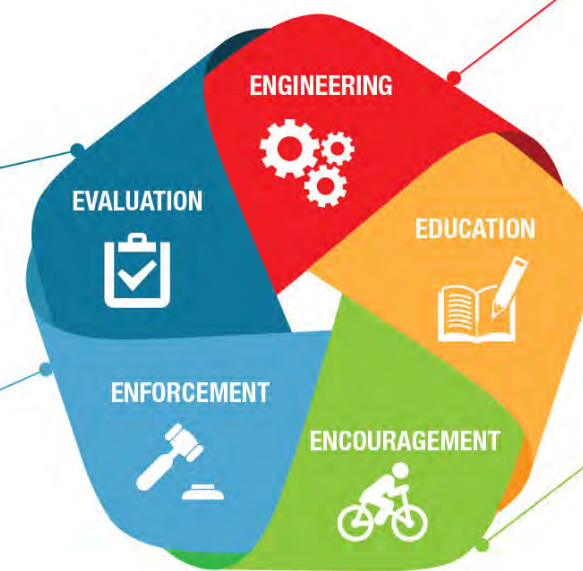 ENGINEERING
EDUCATION
ENCOURAGEMENT
ENFORCEMENT
EVALUATION